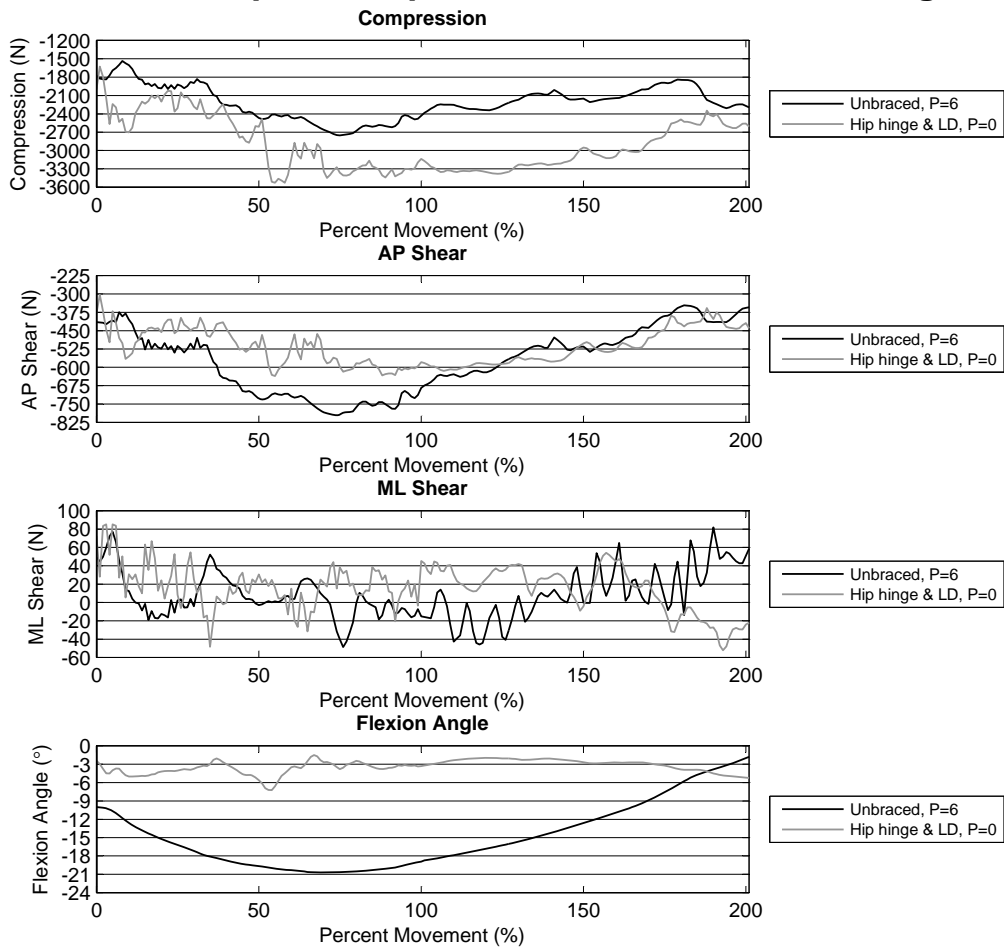 Compression
-1200
-1500
-1800
-2100
-2400
-2700
-3000
-3300
-3600
Compression (N)
0 50 100 150 200
Percent Movement (%)
Unbraced, P=6
Hip hinge & LD, P=0
AP Shear
-225
-300
-375
-450
-525
-600
-675
-750
-825
AP Shear (N)
0 50 100 150 200
Percent Movement (%)
Unbraced, P=6
Hip hinge & LD, P=0
ML Shear
100
80
60
40
20
0
-20
-40
-60
ML Shear (N)
0 50 100 150 200
Percent Movement (%)
Unbraced, P=6
Hip hinge & LD, P=0
Flexion Angle
0
-3
-6
-9
-12
-15
-18
-21
-24
Flexion Angle (°)
0 50 100 150 200
Percent Movement (%)
Unbraced, P=6
Hip hinge & LD, P=0